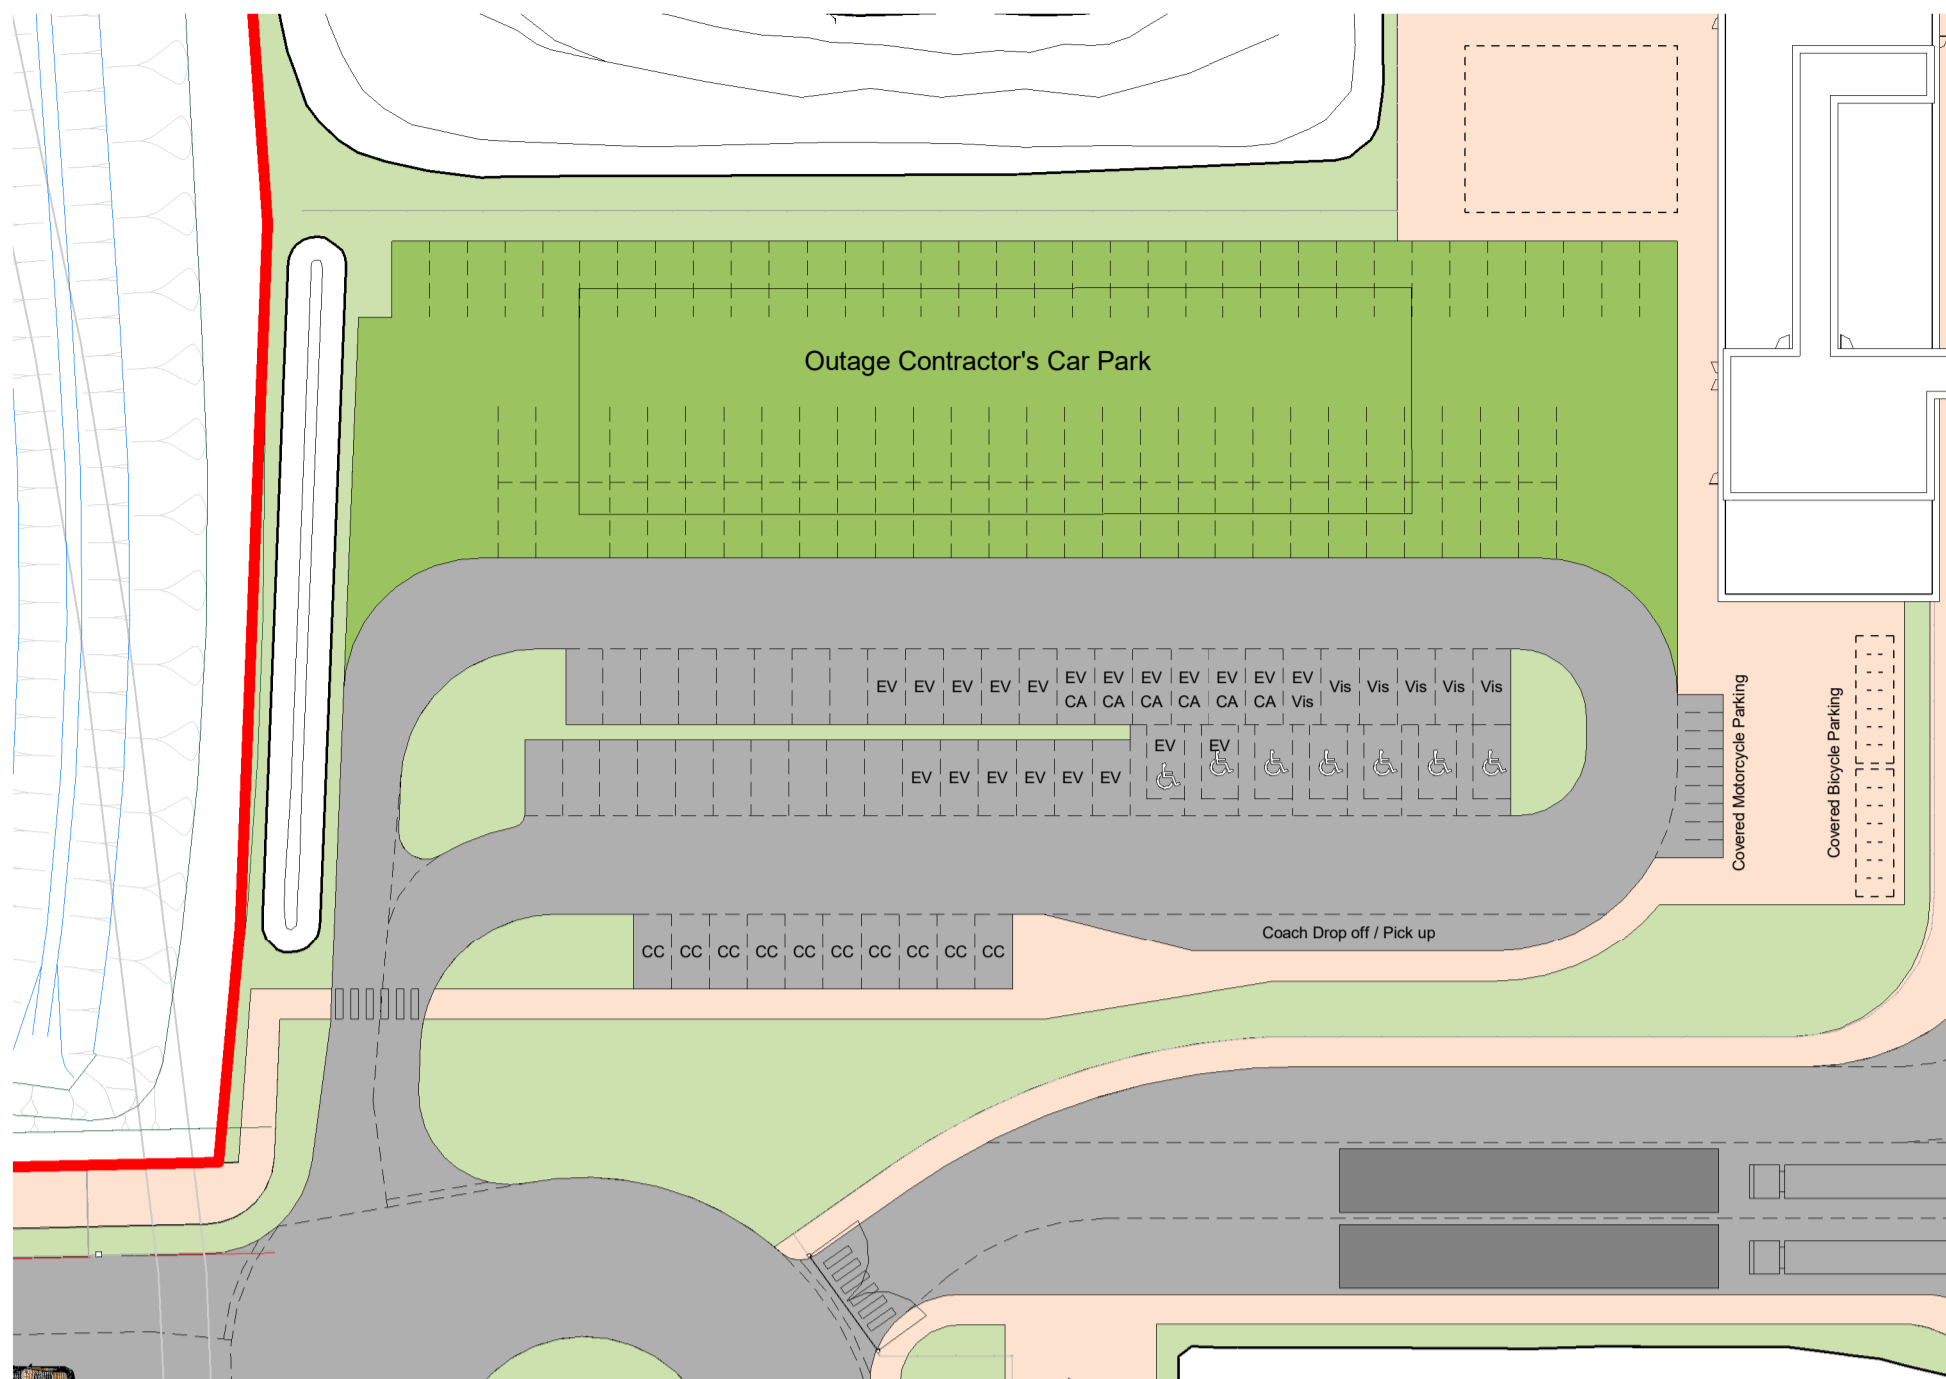 Outage Contractor's Car Park
EV EV EV EV EV EV EV EV EV EV EV EV Vis Vis Vis Vis Vis
CA CA CA CA CA CA Vis
EV EV
EV EV EV EV EV EV
CC CC CC CC CC CC CC CC CC CC
Coach Drop off / Pick up
Covered Motorcycle Parking
Covered Bicycle Parking